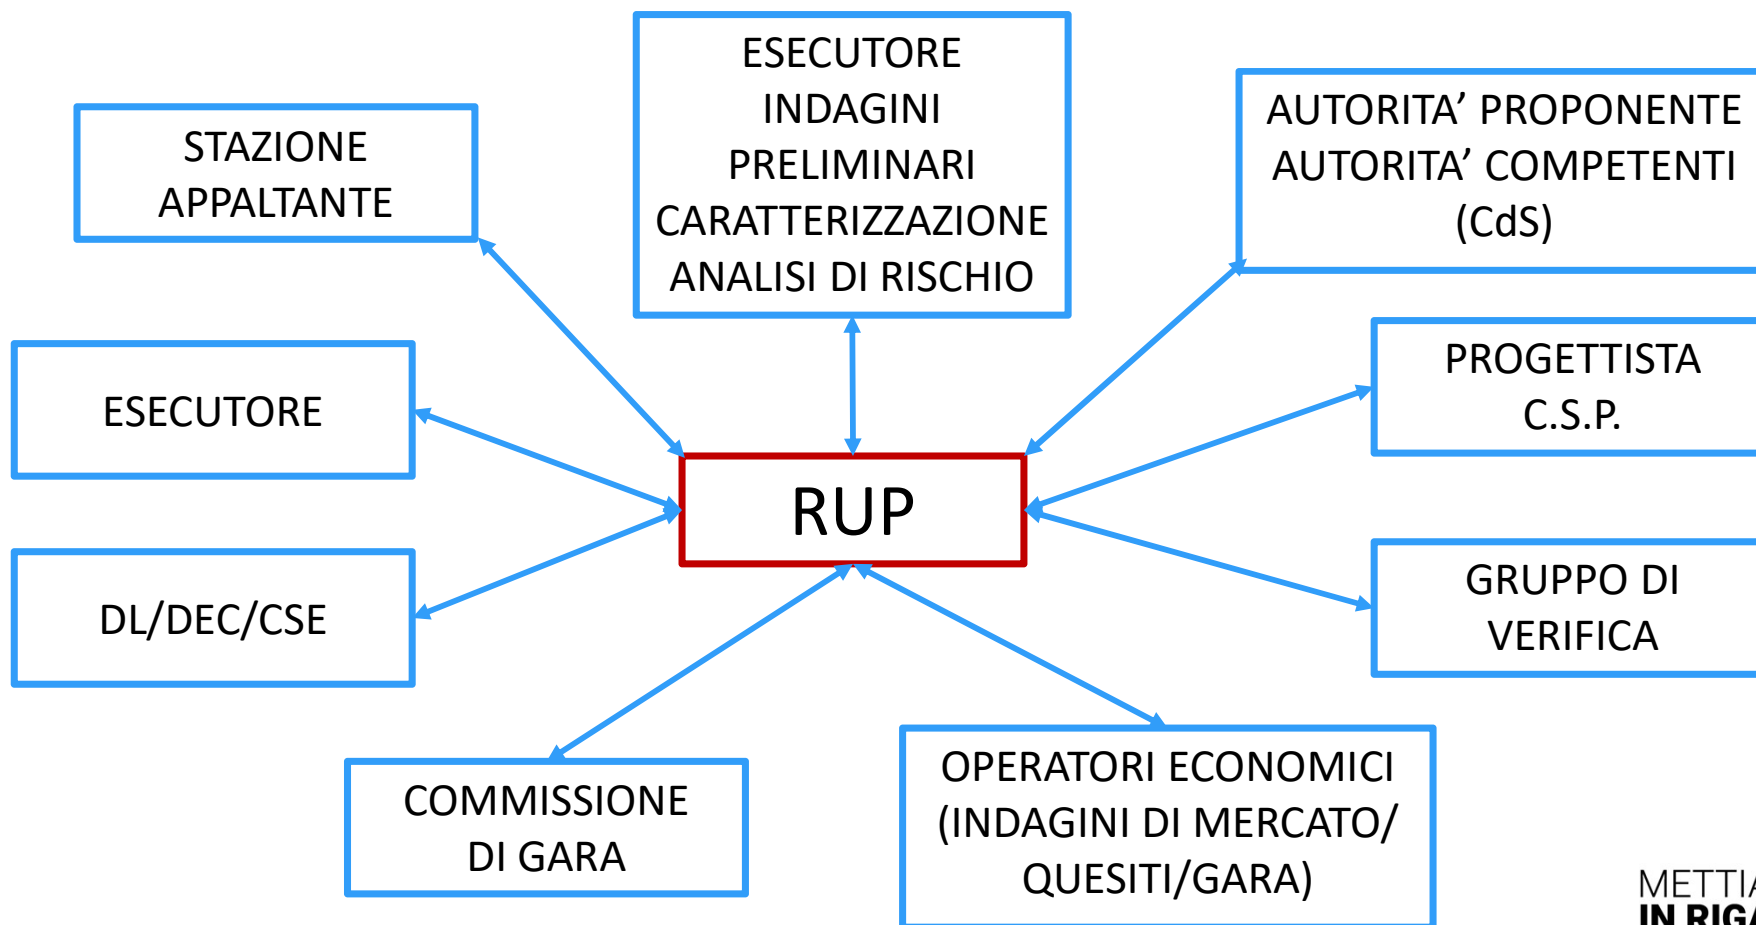 STAZIONE
APPALTANTE
ESECUTORE
INDAGINI
PRELIMINARI
CARATTERIZZAZIONE
ANALISI DI RISCHIO
AUTORITA’ PROPONENTE
AUTORITA’ COMPETENTI
(CdS)
ESECUTORE
PROGETTISTA
C.S.P.
RUP
DL/DEC/CSE
GRUPPO DI
VERIFICA
COMMISSIONE
DI GARA
OPERATORI ECONOMICI
(INDAGINI DI MERCATO/
QUESITI/GARA)
IN